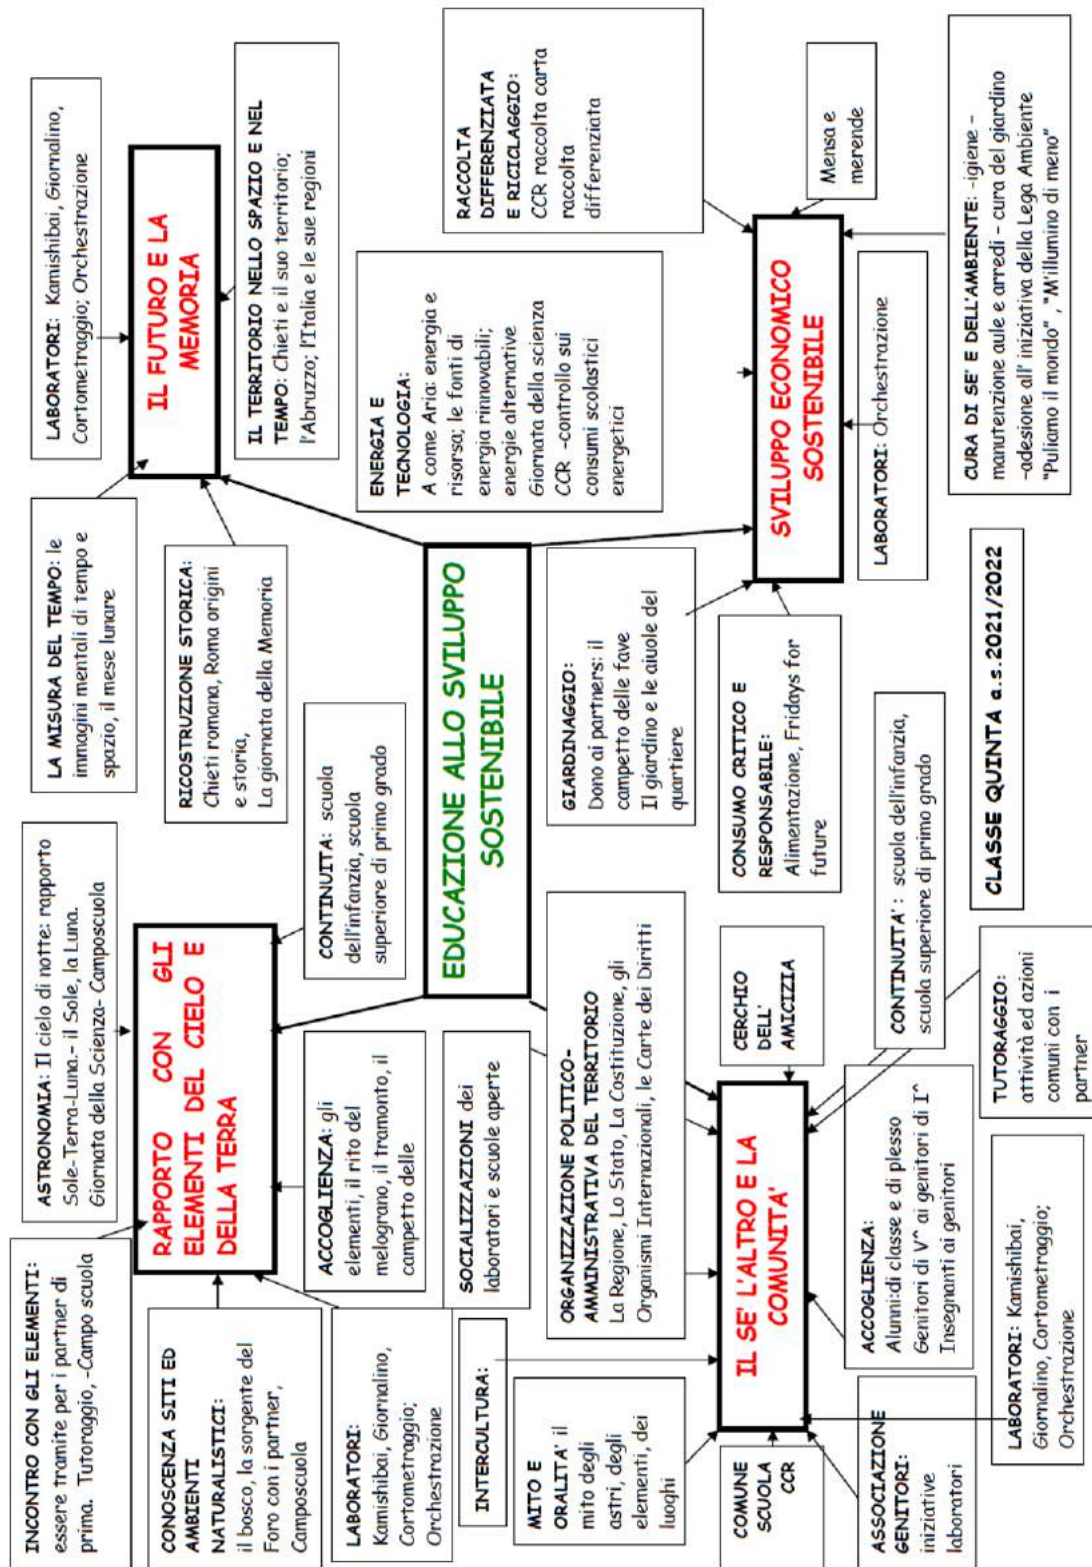 INCONTRO CON GLI ELEMENTI:
essere tramite per i partner di
prima. Tutoraggio, -Campo scuola
ASTRONOMIA: Il cielo di notte: rapporto
Sole-Terra-Luna.- il Sole, la Luna.
Giornata della Scienza- Camposcuola
LA MISURA DEL TEMPO: le
immagini mentali di tempo e
spazio, il mese lunare
LABORATORI: Kamishibai, Giornalino,
Cortometraggio; Orchestrazione
CONOSCENZA SITI ED
AMBIENTI
NATURALISTICI:
il bosco, la sorgente del
Foro con i partner,
Camposcuola
RAPPORTO CON GLI
ELEMENTI DEL CIELO E
DELLA TERRA
RICOSTRUZIONE STORICA:
Chieti romana, Roma origini
e storia,
La giornata della Memoria
IL FUTURO E LA
MEMORIA
IL TERRITORIO NELLO SPAZIO E NEL
TEMPO: Chieti e il suo territorio;
l'Abruzzo; l'Italia e le sue regioni
LABORATORI:
Kamishibai, Giornalino,
Cortometraggio;
Orchestrazione
ACCOGLIENZA: gli
elementi, il rito del
melograno, il tramonto, il
campetto delle
CONTINUITA: scuola
dell'infanzia, scuola
superiore di primo grado
EDUCAZIONE ALLO SVILUPPO
SOSTENIBILE
ENERGIA E
TECNOLOGIA:
A come Aria: energia e
risorsa; le fonti di
energia rinnovabili;
energie alternative
Giornata della scienza
CCR -controllo sui
consumi scolastici
energetici
RACCOLTA
DIFFERENZIATA
E RICICLAGGIO:
CCR raccolta carta
raccolta
differenziata
INTERCULTURA:
SOCIALIZZAZIONI dei
laboratori e scuole aperte
MITO E
ORALITA' il
mito degli
astri, degli
elementi, dei
luoghi
ORGANIZZAZIONE POLITICO-
AMMINISTRATIVA DEL TERRITORIO
La Regione, Lo Stato, La Costituzione, gli
Organismi Internazionali, le Carte dei Diritti
GIARDINAGGIO:
Dono ai partners: il
campetto delle fave
Il giardino e le aiuole del
quartiere
COMUNE
SCUOLA
CCR
IL SE' L'ALTRO E LA
COMUNITA'
CERCHIO
DELL'
AMICIZIA
CONSUMO CRITICO E
RESPONSABILE:
Alimentazione, Fridays for
future
SVILUPPO ECONOMICO
SOSTENIBILE
Mensa e
merende
ASSOCIAZIONE
GENITORI:
iniziative
laboratori
ACCOGLIENZA:
Alunni:di classe e di plesso
Genitori di V^ ai genitori di I^
Insegnanti ai genitori
CONTINUITA': scuola dell'infanzia,
scuola superiore di primo grado
LABORATORI: Orchestrazione
LABORATORI: Kamishibai,
Giornalino, Cortometraggio;
Orchestrazione
TUTORAGGIO:
attività ed azioni
comuni con i
partner
CLASSE QUINTA a.s.2021/2022
CURA DI SE' E DELL'AMBIENTE: -igiene -
manutenzione aule e arredi - cura del giardino
-adesione all' iniziativa della Lega Ambiente
"Puliamo il mondo" , "M'illumino di meno"